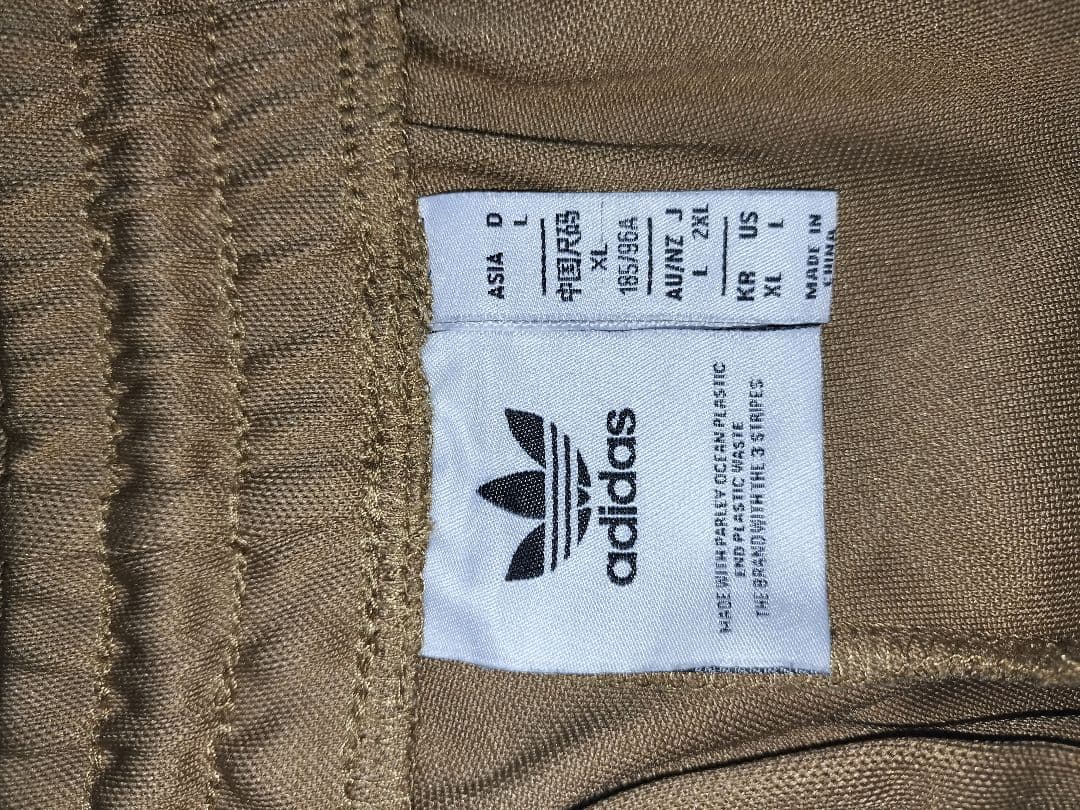 adidas
MADE WITH PARLEY OCEAN PLASTIC
END PLASTIC WASTE
THE BRAND WITH THE 3 STRIPES
ASIA D
L
中国尺码
XL
185/96A
AU/NZ J
L 2XL
KR US
XL L
MADE IN
CHINA